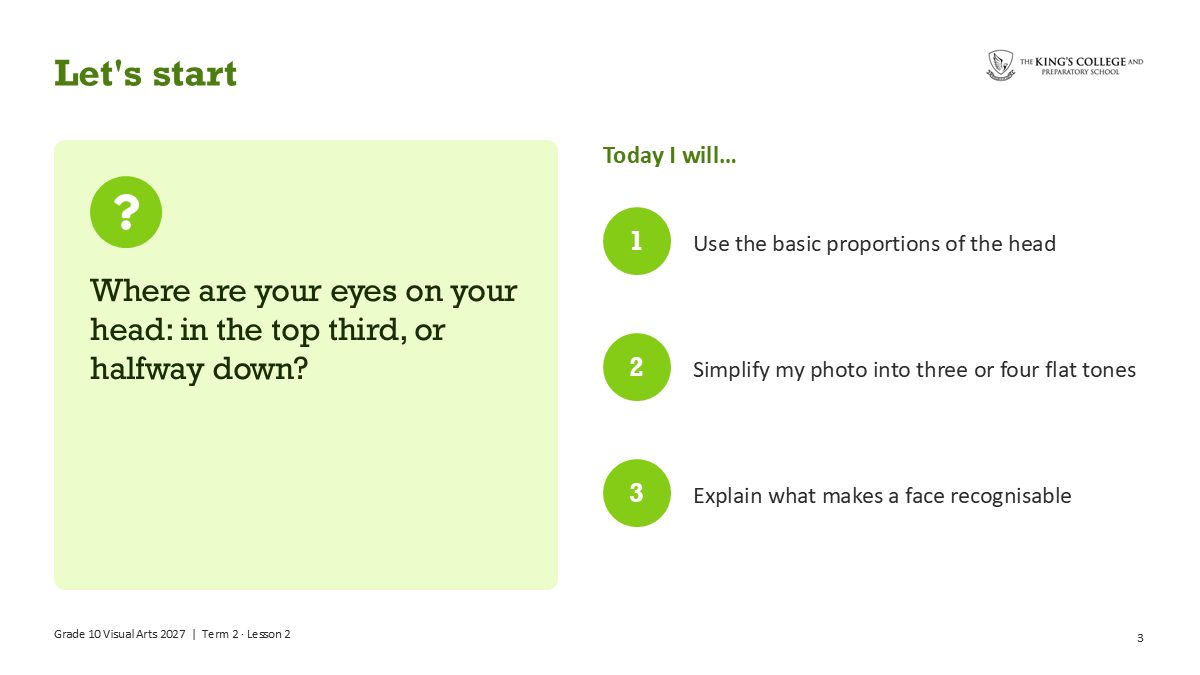 Let's start
THE KING'S COLLEGE AND
PREPARATORY SCHOOL
?
Where are your eyes on your
head: in the top third, or
halfway down?
Today I will...
1
Use the basic proportions of the head
2
Simplify my photo into three or four flat tones
3
Explain what makes a face recognisable
Grade 10 Visual Arts 2027 | Term 2 · Lesson 2
3